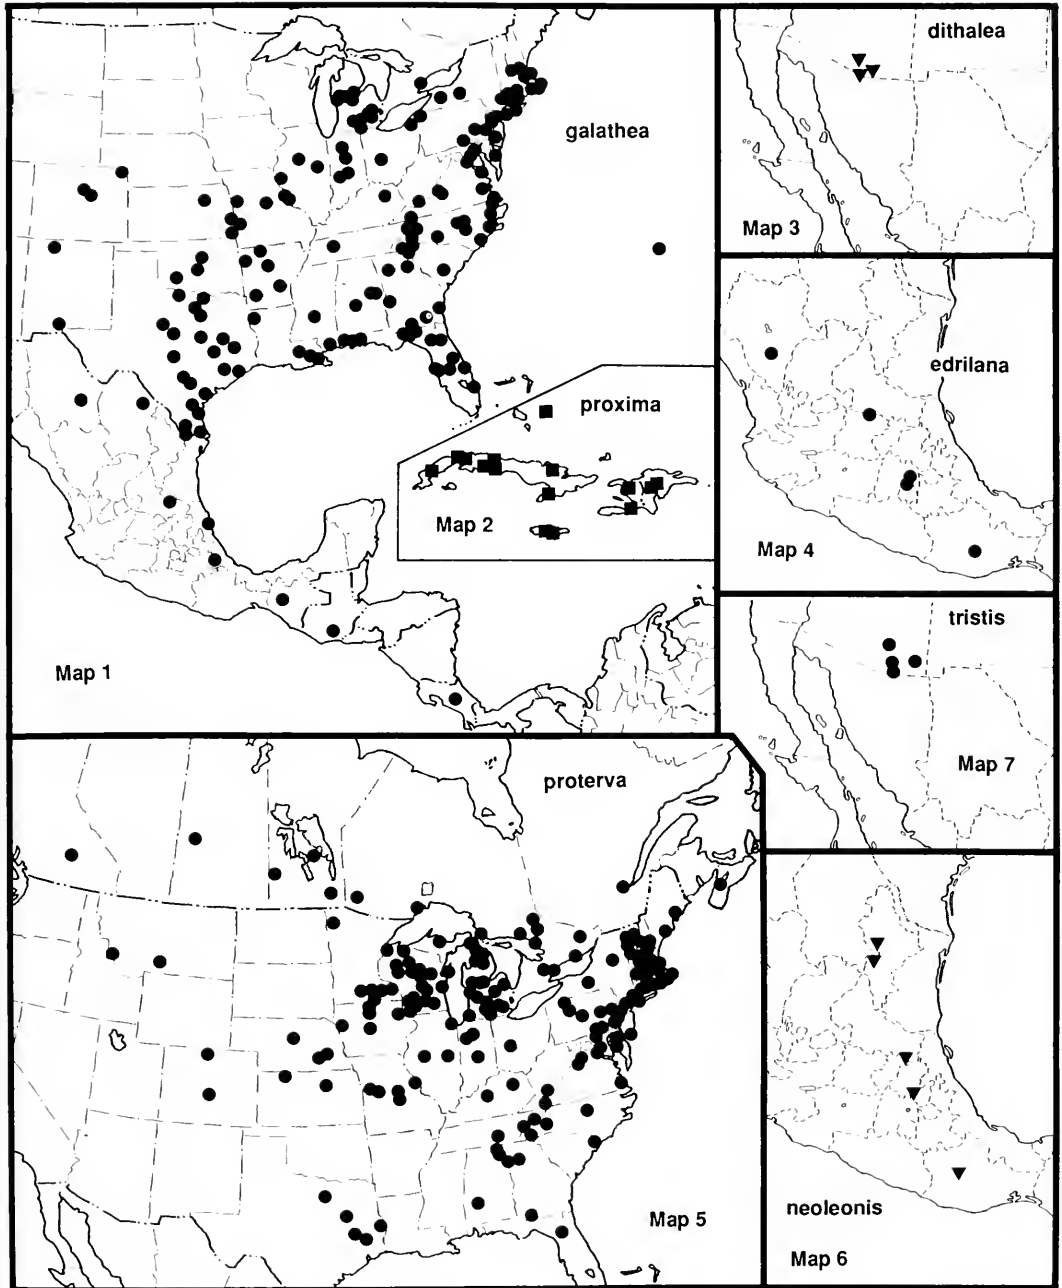 galathea
Map 1
proxima
Map 2
dithalea
Map 3
edrilana
Map 4
proterva
Map 5
tristis
Map 7
neoleonis
Map 6